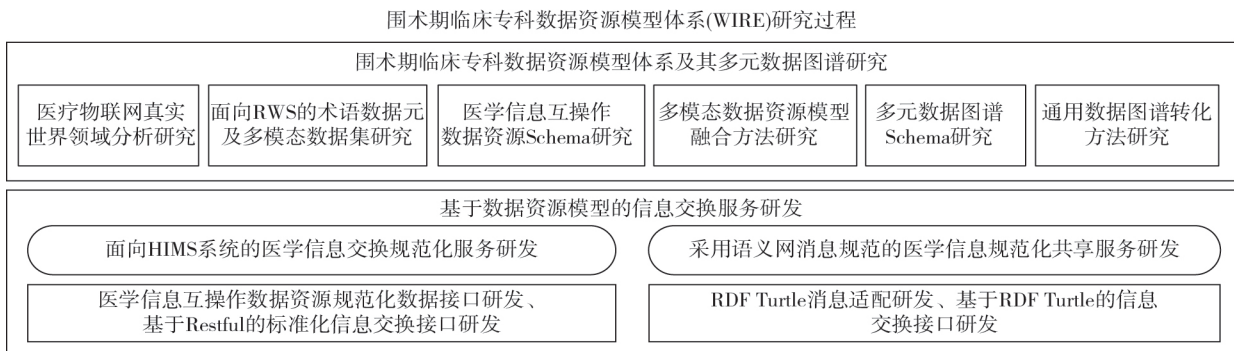 围术期临床专科数据资源模型体系(WIRE)研究过程
围术期临床专科数据资源模型体系及其多元数据图谱研究
医疗物联网真实
世界领域分析研究
面向RWS的术语数据元
及多模态数据集研究
医学信息互操作
数据资源Schema研究
多模态数据资源模型
融合方法研究
多元数据图谱
Schema研究
通用数据图谱转化
方法研究
基于数据资源模型的信息交换服务研发
面向HIMS系统的医学信息交换规范化服务研发
采用语义网消息规范的医学信息规范化共享服务研发
医学信息互操作数据资源规范化数据接口研发、
基于Restful的标准化信息交换接口研发
RDF Turtle消息适配研发、基于RDF Turtle的信息
交换接口研发